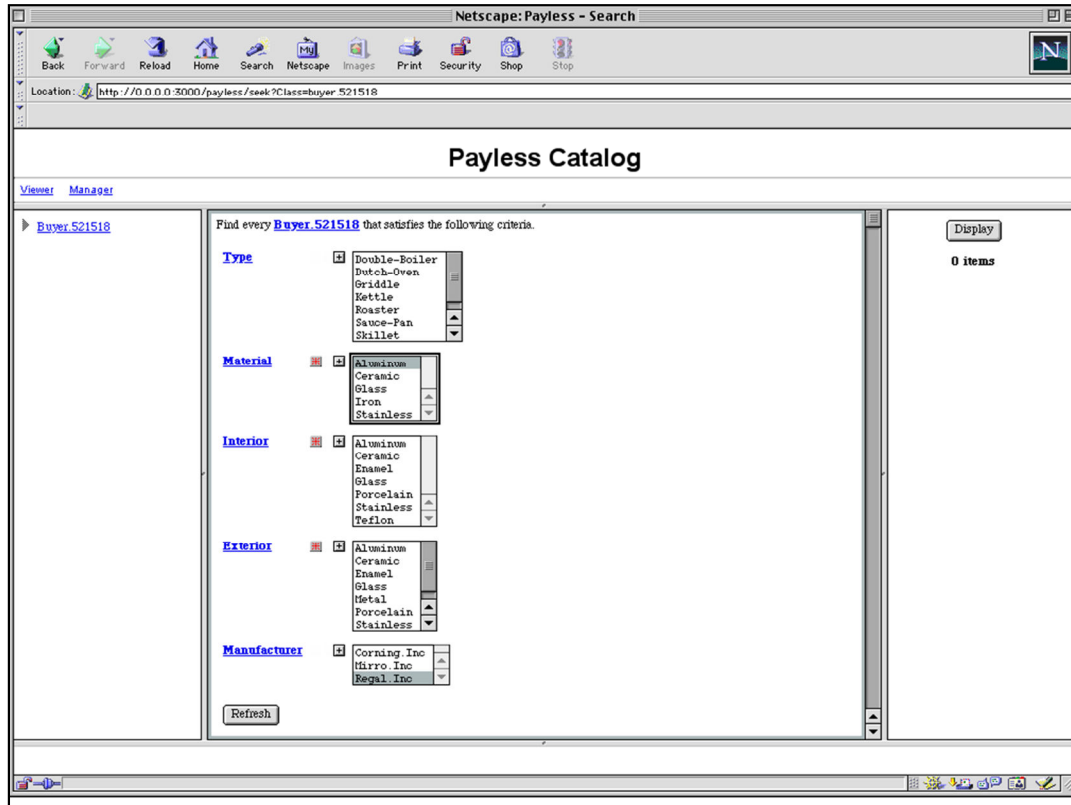 Netscape: Payless - Search
Back Forward Reload Home Search Netscape Images Print Security Shop Stop
My
N
Location: http://0.0.0.0:3000/payless/seek?Class=buyer.521518
Payless Catalog
Viewer Manager
Buyer.521518
Find every Buyer.521518 that satisfies the following criteria.
Display
0 items
Type
Double-Boiler
Dutch-Oven
Griddle
Kettle
Roaster
Sauce-Pan
Skillet
Material
Aluminum
Ceramic
Glass
Iron
Stainless
Interior
Aluminum
Ceramic
Enamel
Glass
Porcelain
Stainless
Teflon
Exterior
Aluminum
Ceramic
Enamel
Glass
Metal
Porcelain
Stainless
Manufacturer
Corning.Inc
Mirro.Inc
Regal.Inc
Refresh